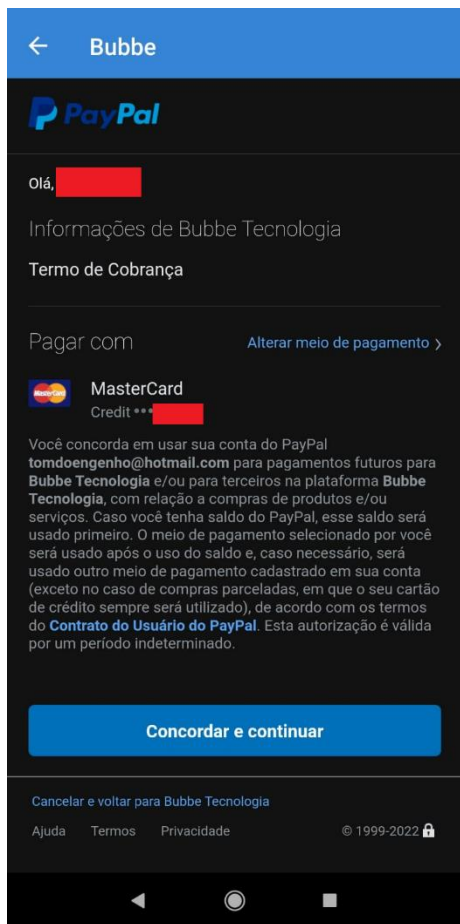 Bubbe
PayPal
Olá,
Informações de Bubbe Tecnologia
Termo de Cobrança
Pagar com
Alterar meio de pagamento
MasterCard
MasterCard
Credit •••
Você concorda em usar sua conta do PayPal
tomdoengenho@hotmail.com para pagamentos futuros para
Bubbe Tecnologia e/ou para terceiros na plataforma Bubbe
Tecnologia, com relação a compras de produtos e/ou
serviços. Caso você tenha saldo do PayPal, esse saldo será
usado primeiro. O meio de pagamento selecionado por você
será usado após o uso do saldo e, caso necessário, será
usado outro meio de pagamento cadastrado em sua conta
(exceto no caso de compras parceladas, em que o seu cartão
de crédito sempre será utilizado), de acordo com os termos
do Contrato do Usuário do PayPal. Esta autorização é válida
por um período indeterminado.
Concordar e continuar
Cancelar e voltar para Bubbe Tecnologia
Ajuda Termos Privacidade © 1999-2022